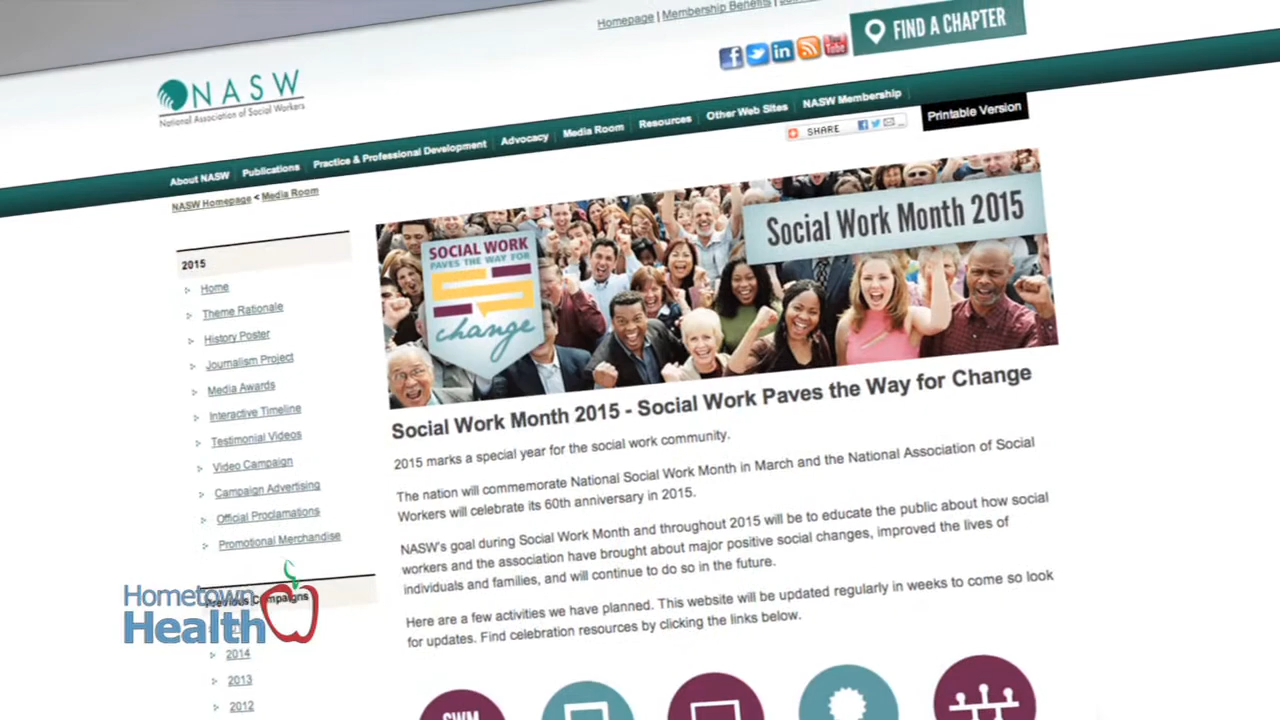 Homepage | Membership Benefits |
FIND A CHAPTER
f in You Tube
NASW
National Association of Social Workers
About NASW Publications Practice & Professional Development Advocacy Media Room Resources Other Web Sites NASW Membership
SHARE
Printable Version
NASW Homepage < Media Room
2015
Home
Theme Rationale
History Poster
Journalism Project
Media Awards
Interactive Timeline
Testimonial Videos
Video Campaign
Campaign Advertising
Official Proclamations
Promotional Merchandise
Previous Campaigns
2014
2013
2012
SOCIAL WORK
PAVES THE WAY FOR
change
Social Work Month 2015
Social Work Month 2015 - Social Work Paves the Way for Change
2015 marks a special year for the social work community.
The nation will commemorate National Social Work Month in March and the National Association of Social
Workers will celebrate its 60th anniversary in 2015.
NASW's goal during Social Work Month and throughout 2015 will be to educate the public about how social
workers and the association have brought about major positive social changes, improved the lives of
individuals and families, and will continue to do so in the future.
Here are a few activities we have planned. This website will be updated regularly in weeks to come so look
for updates. Find celebration resources by clicking the links below.
SWM
Hometown
Health